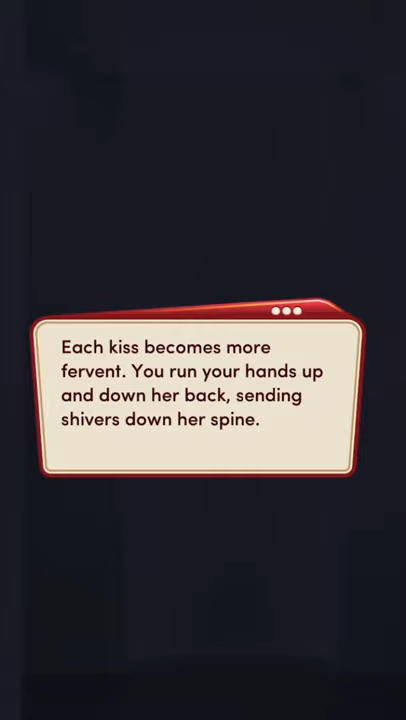 Each kiss becomes more
fervent. You run your hands up
and down her back, sending
shivers down her spine.